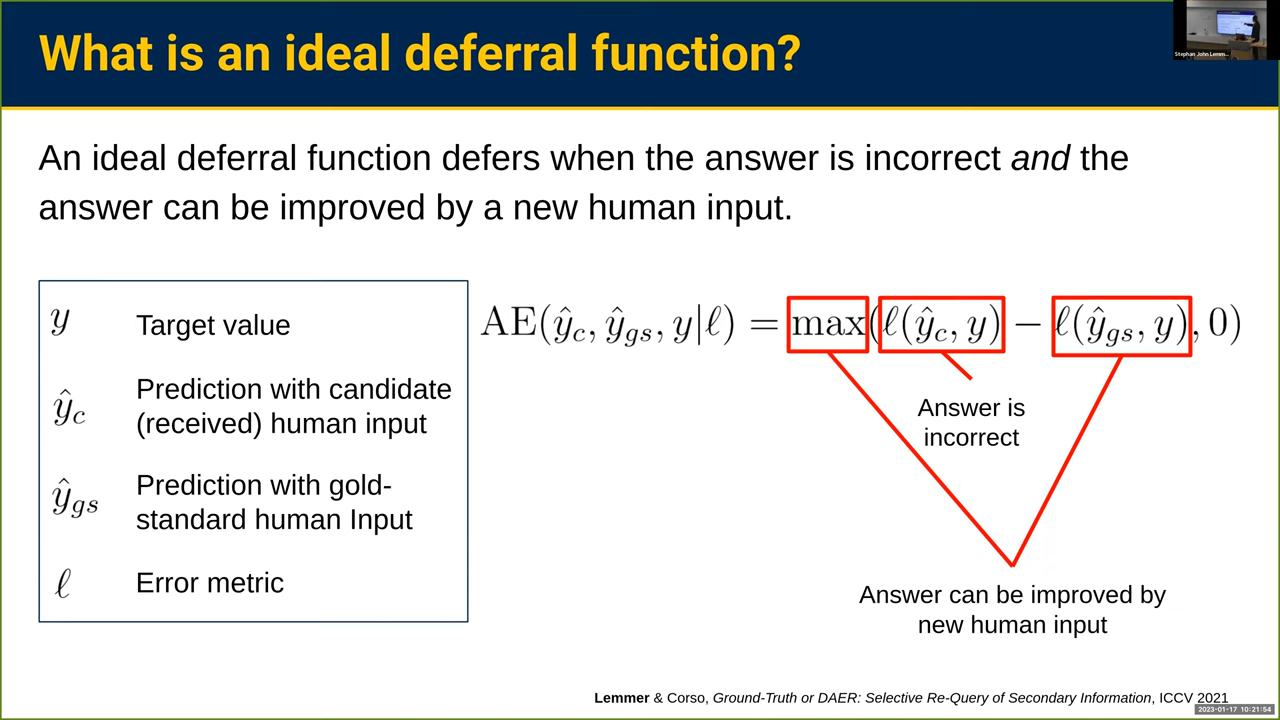 What is an ideal deferral function?
Stephan John Lemm...
An ideal deferral function defers when the answer is incorrect and the
answer can be improved by a new human input.
y Target value
ŷ_c Prediction with candidate
(received) human input
ŷ_gs Prediction with gold-
standard human Input
ℓ Error metric
AE(ŷ_c, ŷ_gs, y|ℓ) = max(ℓ(ŷ_c, y) − ℓ(ŷ_gs, y), 0)
Answer is
incorrect
Answer can be improved by
new human input
Lemmer & Corso, Ground-Truth or DAER: Selective Re-Query of Secondary Information, ICCV 2021
2023-01-17 10:21:54